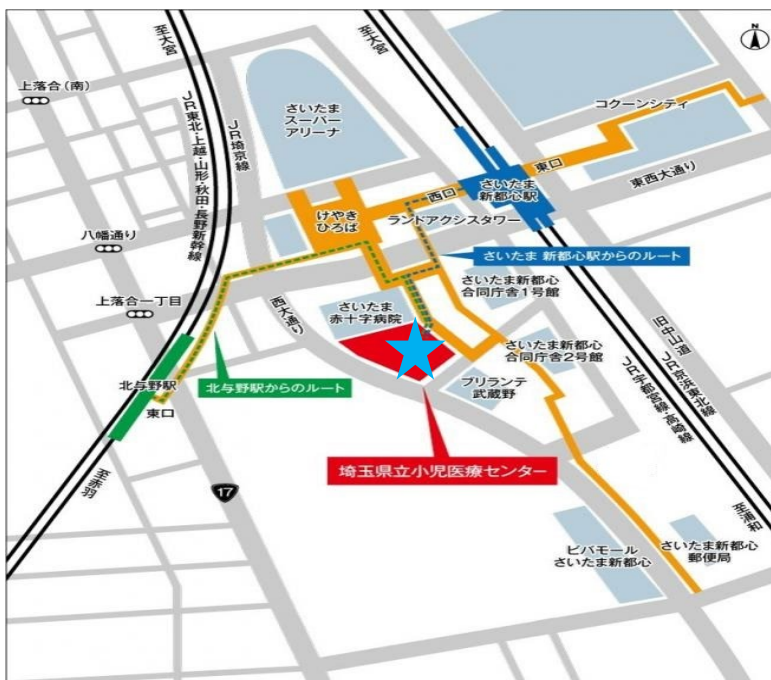 至大宮
至大宮
N
上落合(南)
さいたま
スーパー
アリーナ
コクーンシティ
JR東北・上越・山形・秋田・長野新幹線
JR埼京線
東口
さいたま
新都心駅
西口
東西大通り
けやき
ひろば
ランドアクシスタワー
八幡通り
さいたま 新都心駅からのルート
さいたま新都心
合同庁舎1号館
上落合一丁目
西大通り
さいたま
赤十字病院
旧中山道
さいたま新都心
合同庁舎2号館
JR京浜東北線
JR宇都宮線・高崎線
北与野駅
東口
北与野駅からのルート
ブリランテ
武蔵野
埼玉県立小児医療センター
至赤羽
17
至浦和
ビバモール
さいたま新都心
さいたま新都心
郵便局